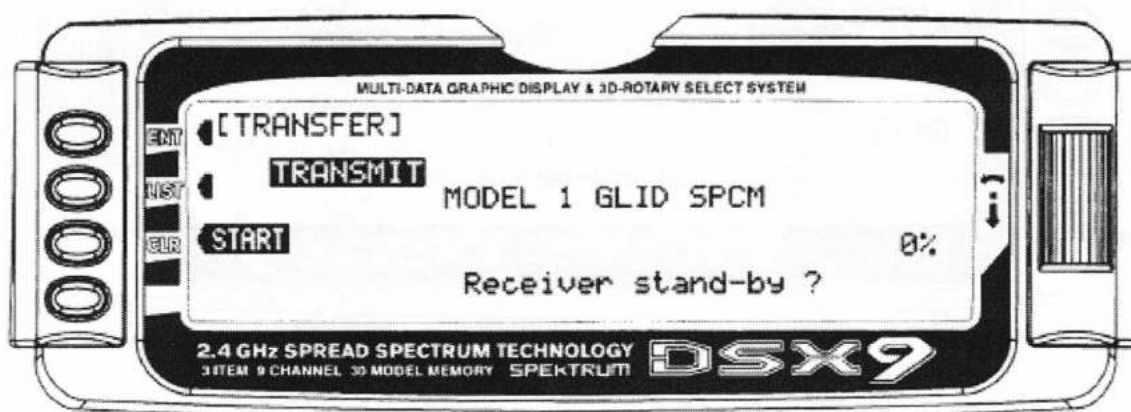 MULTI-DATA GRAPHIC DISPLAY & 3D-ROTARY SELECT SYSTEM
ENT [TRANSFER]
LIST TRANSMIT
MODEL 1 GLID SPCM
CLR START 0%
Receiver stand-by ?
2.4 GHz SPREAD SPECTRUM TECHNOLOGY
3 ITEM 9 CHANNEL 30 MODEL MEMORY SPEKTRUM DSX9